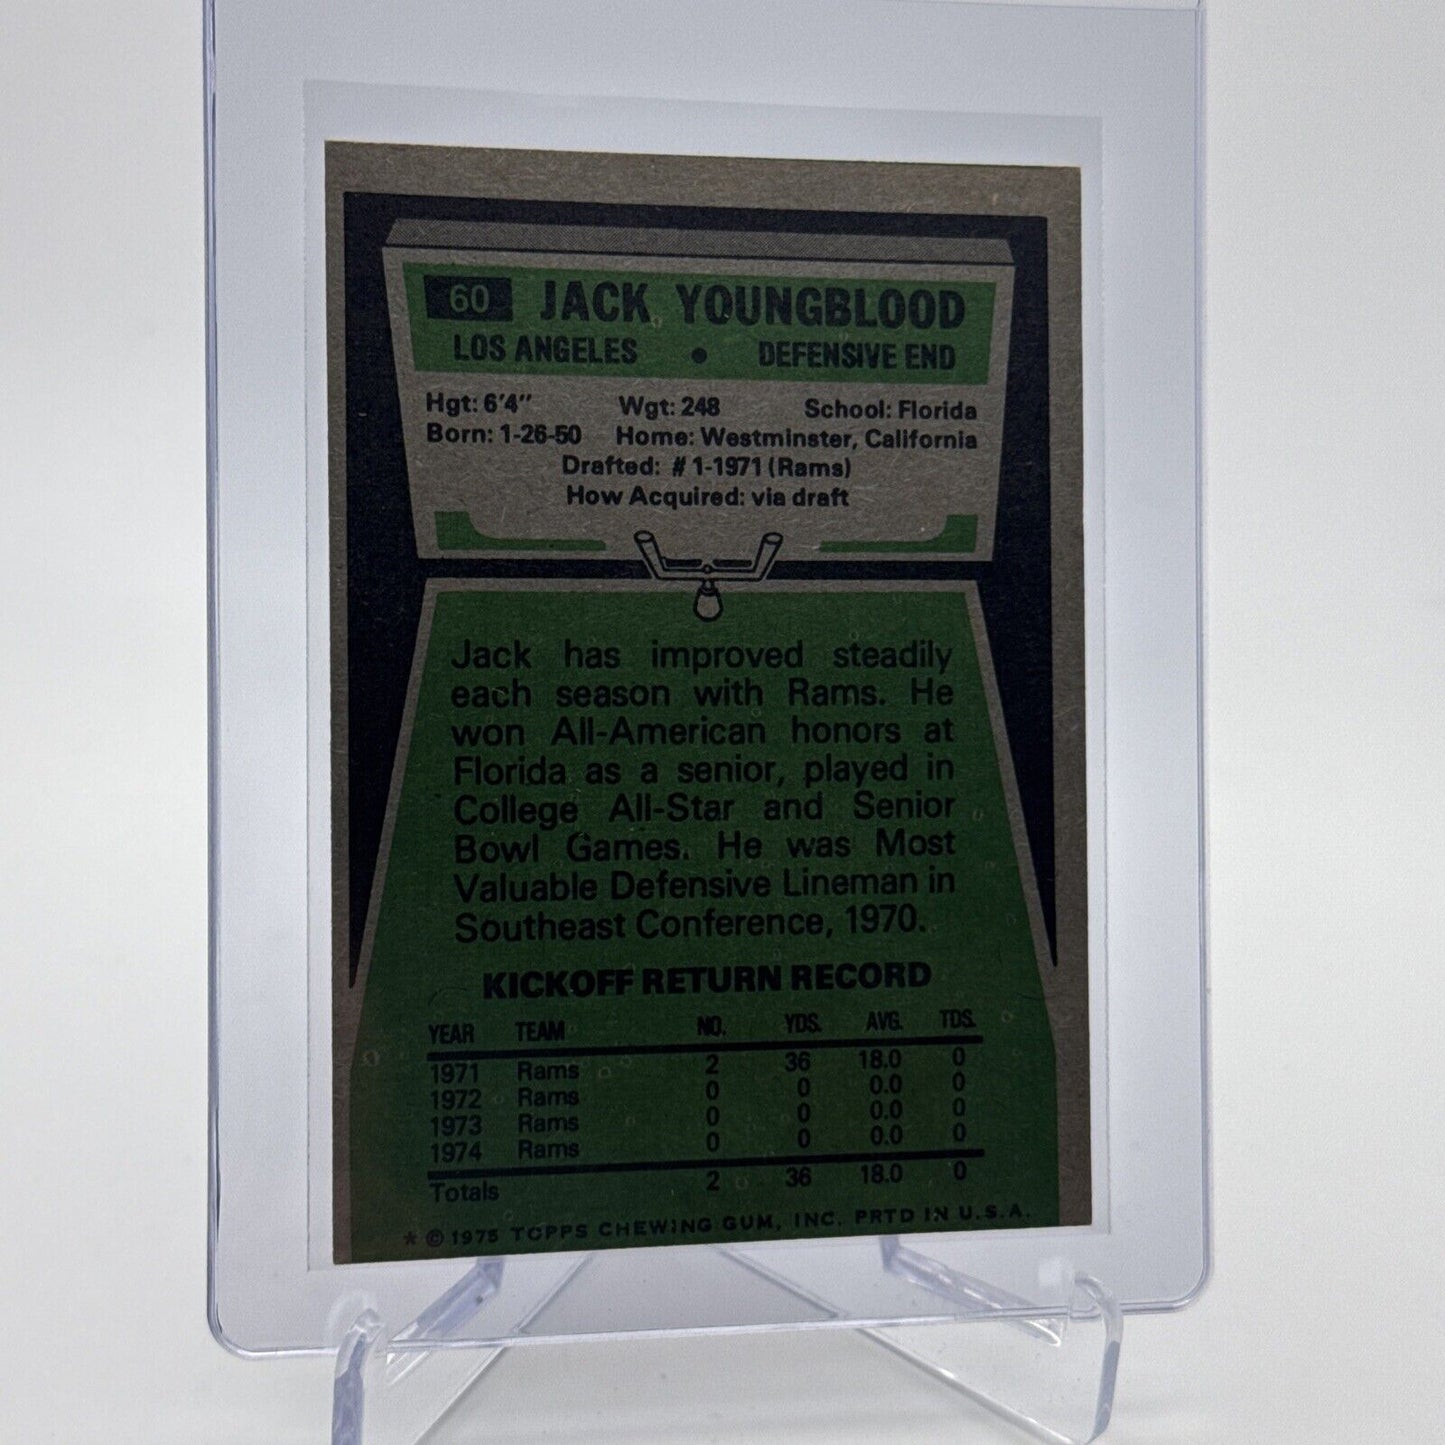 60 JACK YOUNGBLOOD
LOS ANGELES • DEFENSIVE END
Hgt: 6'4" Wgt: 248 School: Florida
Born: 1-26-50 Home: Westminster, California
Drafted: #1-1971 (Rams)
How Acquired: via draft
Jack has improved steadily
each season with Rams. He
won All-American honors at
Florida as a senior, played in
College All-Star and Senior
Bowl Games. He was Most
Valuable Defensive Lineman in
Southeast Conference, 1970.
KICKOFF RETURN RECORD
YEAR TEAM NO. YDS. AVG. TDS.
1971 Rams 2 36 18.0 0
1972 Rams 0 0 0.0 0
1973 Rams 0 0 0.0 0
1974 Rams 0 0 0.0 0
Totals 2 36 18.0 0
* © 1975 TOPPS CHEWING GUM, INC. PRTD IN U.S.A.